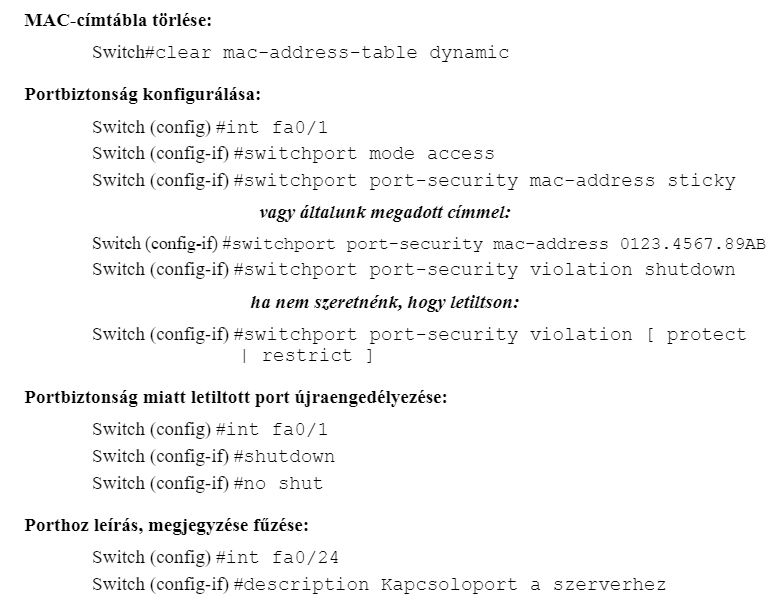 MAC-címtábla törlése:
Switch#clear mac-address-table dynamic
Portbiztonság konfigurálása:
Switch (config) #int fa0/1
Switch (config-if) #switchport mode access
Switch (config-if) #switchport port-security mac-address sticky
vagy általunk megadott címmel:
Switch (config-if) #switchport port-security mac-address 0123.4567.89AB
Switch (config-if) #switchport port-security violation shutdown
ha nem szeretnénk, hogy letiltson:
Switch (config-if) #switchport port-security violation [ protect
| restrict ]
Portbiztonság miatt letiltott port újraengedélyezése:
Switch (config) #int fa0/1
Switch (config-if) #shutdown
Switch (config-if) #no shut
Porthoz leírás, megjegyzése fűzése:
Switch (config) #int fa0/24
Switch (config-if) #description Kapcsoloport a szerverhez